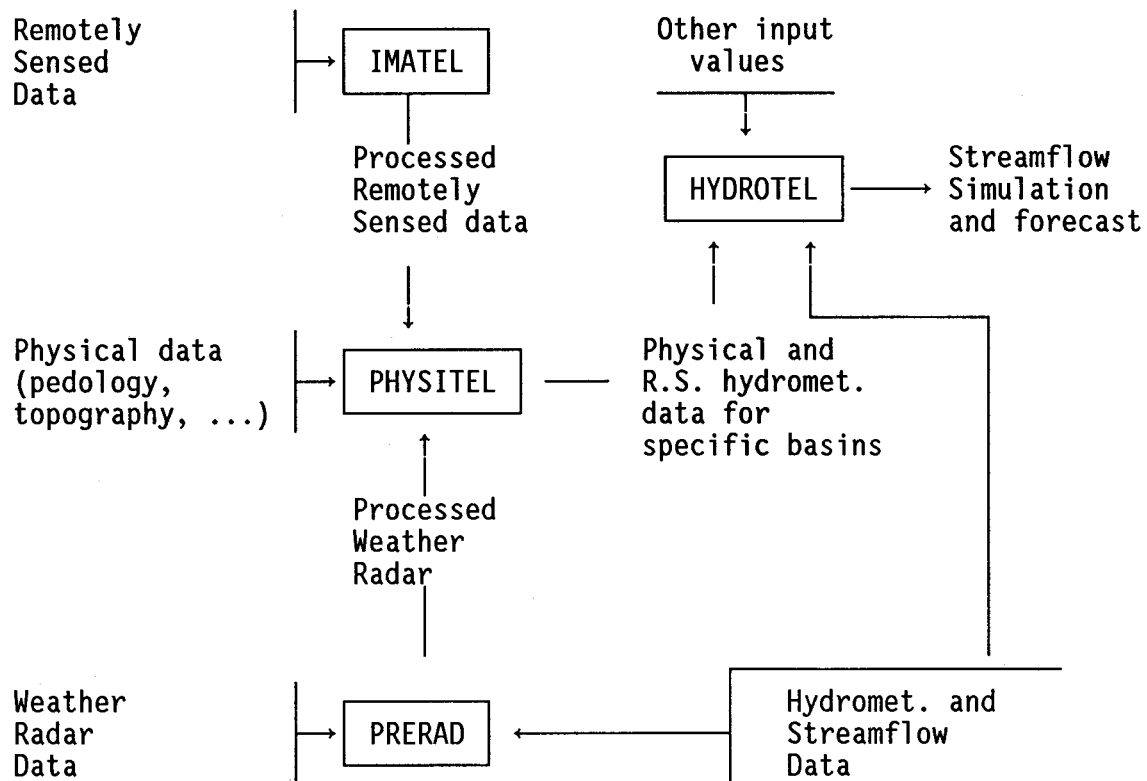 Remotely
Sensed
Data
IMATEL
Other input
values
Processed
Remotely
Sensed data
HYDROTEL
Streamflow
Simulation
and forecast
Physical data
(pedology,
topography, ...)
PHYSITEL
Physical and
R.S. hydromet.
data for
specific basins
Processed
Weather
Radar
Weather
Radar
Data
PRERAD
Hydromet. and
Streamflow
Data